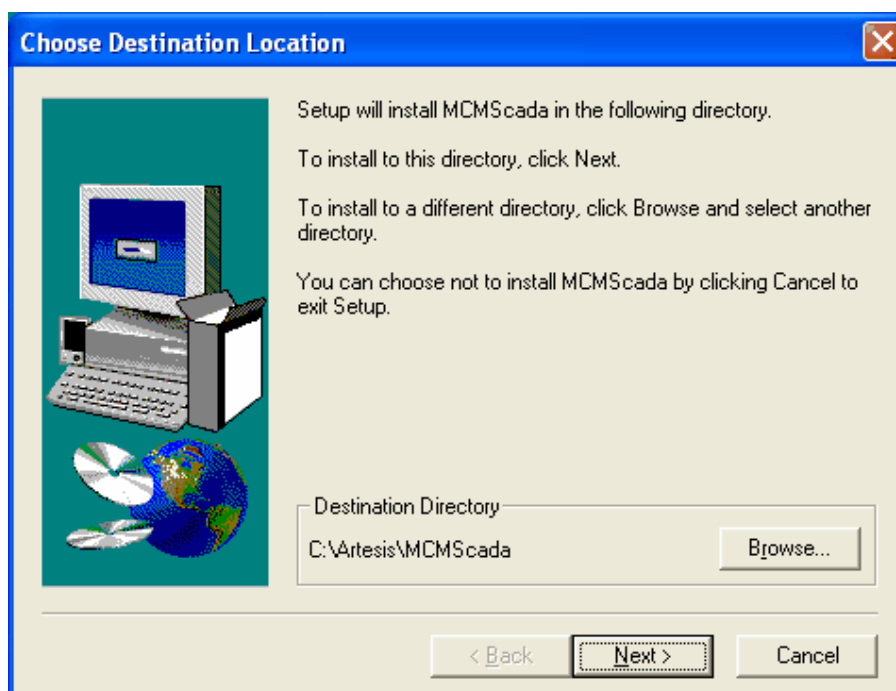 Choose Destination Location
Setup will install MCMScada in the following directory.
To install to this directory, click Next.
To install to a different directory, click Browse and select another
directory.
You can choose not to install MCMScada by clicking Cancel to
exit Setup.
Destination Directory
C:\Artesis\MCMScada
Browse...
< Back
Next >
Cancel